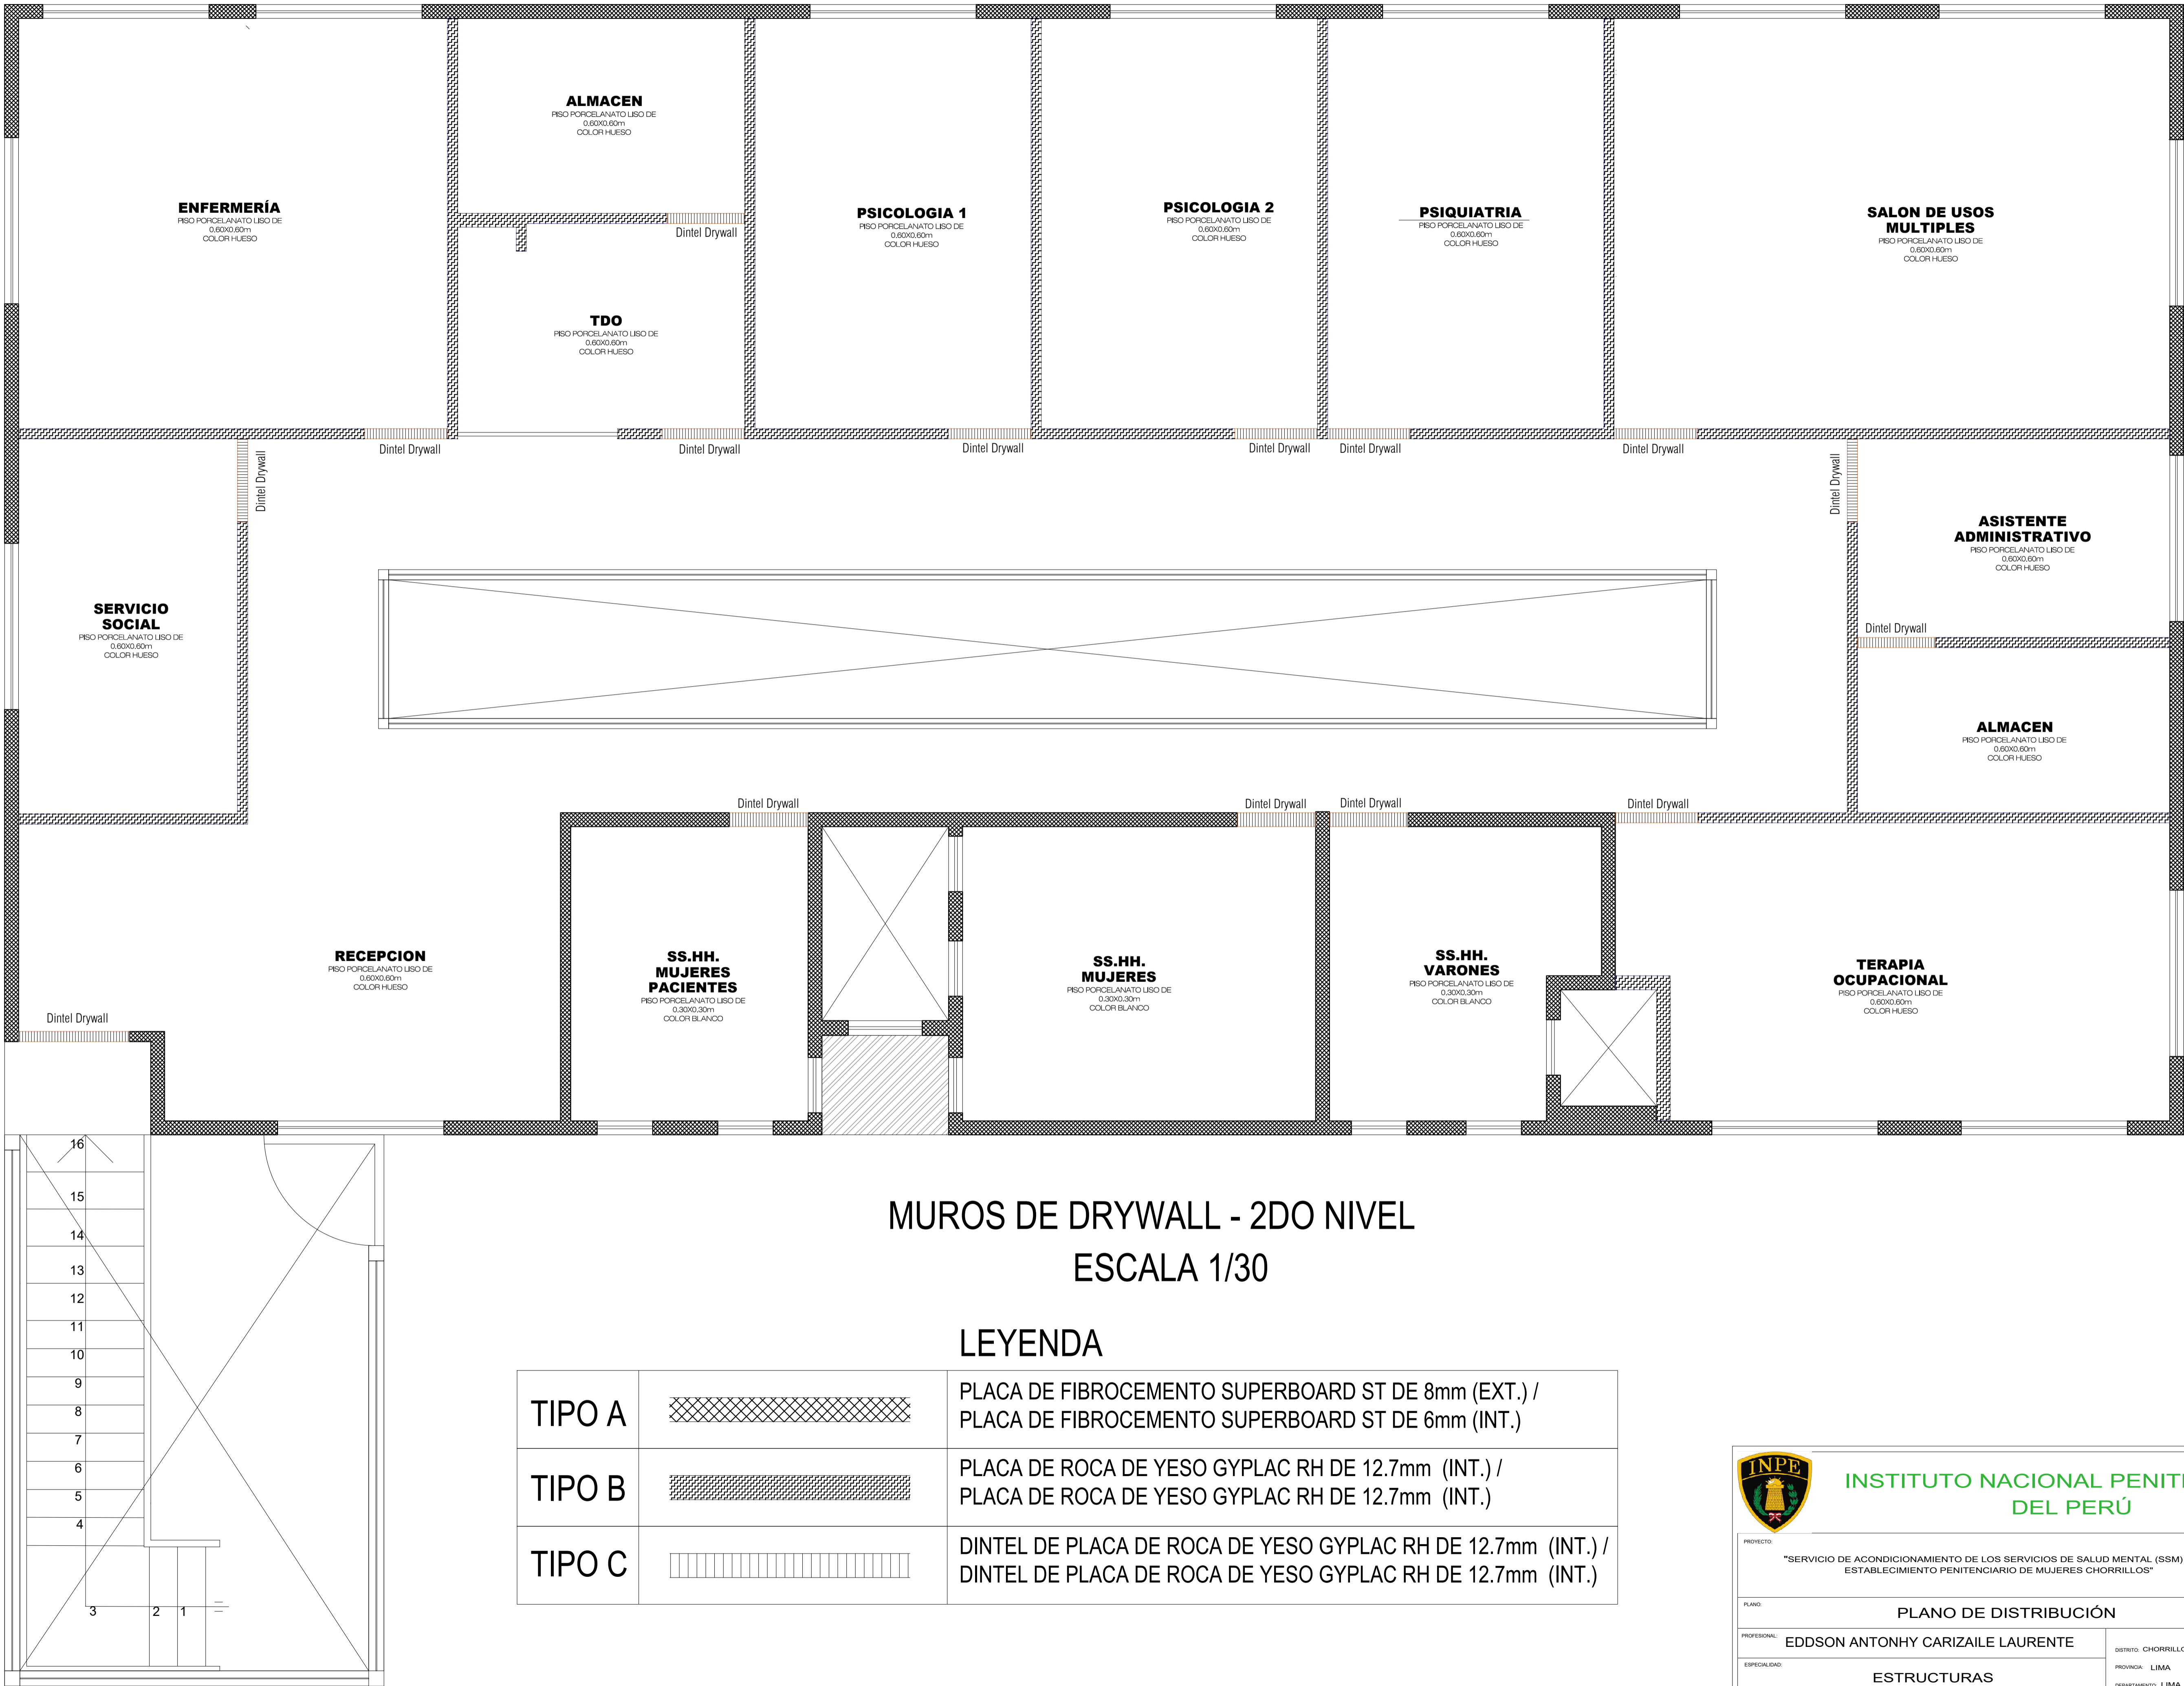 ENFERMERÍA
PISO PORCELANATO LISO DE
0.60X0.60m
COLOR HUESO
ALMACEN
PISO PORCELANATO LISO DE
0.60X0.60m
COLOR HUESO
Dintel Drywall
TDO
PISO PORCELANATO LISO DE
0.60X0.60m
COLOR HUESO
PSICOLOGIA 1
PISO PORCELANATO LISO DE
0.60X0.60m
COLOR HUESO
PSICOLOGIA 2
PISO PORCELANATO LISO DE
0.60X0.60m
COLOR HUESO
PSIQUIATRIA
PISO PORCELANATO LISO DE
0.60X0.60m
COLOR HUESO
SALON DE USOS
MULTIPLES
PISO PORCELANATO LISO DE
0.60X0.60m
COLOR HUESO
Dintel Drywall
Dintel Drywall
Dintel Drywall
Dintel Drywall
Dintel Drywall
Dintel Drywall
Dintel Drywall
Dintel Drywall
SERVICIO
SOCIAL
PISO PORCELANATO LISO DE
0.60X0.60m
COLOR HUESO
ASISTENTE
ADMINISTRATIVO
PISO PORCELANATO LISO DE
0.60X0.60m
COLOR HUESO
Dintel Drywall
ALMACEN
PISO PORCELANATO LISO DE
0.60X0.60m
COLOR HUESO
Dintel Drywall
Dintel Drywall
Dintel Drywall
Dintel Drywall
RECEPCION
PISO PORCELANATO LISO DE
0.60X0.60m
COLOR HUESO
Dintel Drywall
SS.HH.
MUJERES
PACIENTES
PISO PORCELANATO LISO DE
0.30X0.30m
COLOR BLANCO
SS.HH.
MUJERES
PISO PORCELANATO LISO DE
0.30X0.30m
COLOR BLANCO
SS.HH.
VARONES
PISO PORCELANATO LISO DE
0.30X0.30m
COLOR BLANCO
TERAPIA
OCUPACIONAL
PISO PORCELANATO LISO DE
0.60X0.60m
COLOR HUESO
16
15
14
13
12
11
10
9
8
7
6
5
4
3 2 1
MUROS DE DRYWALL - 2DO NIVEL
ESCALA 1/30
LEYENDA
TIPO A
PLACA DE FIBROCEMENTO SUPERBOARD ST DE 8mm (EXT.) /
PLACA DE FIBROCEMENTO SUPERBOARD ST DE 6mm (INT.)
TIPO B
PLACA DE ROCA DE YESO GYPLAC RH DE 12.7mm (INT.) /
PLACA DE ROCA DE YESO GYPLAC RH DE 12.7mm (INT.)
TIPO C
DINTEL DE PLACA DE ROCA DE YESO GYPLAC RH DE 12.7mm (INT.) /
DINTEL DE PLACA DE ROCA DE YESO GYPLAC RH DE 12.7mm (INT.)
INPE
INSTITUTO NACIONAL PENIT
DEL PERÚ
PROYECTO:
"SERVICIO DE ACONDICIONAMIENTO DE LOS SERVICIOS DE SALUD MENTAL (SSM)
ESTABLECIMIENTO PENITENCIARIO DE MUJERES CHORRILLOS"
PLANO:
PLANO DE DISTRIBUCIÓN
PROFESIONAL:
EDDSON ANTONHY CARIZAILE LAURENTE
ESPECIALIDAD:
ESTRUCTURAS
DISTRITO: CHORRILLO
PROVINCIA: LIMA
DEPARTAMENTO: LIMA